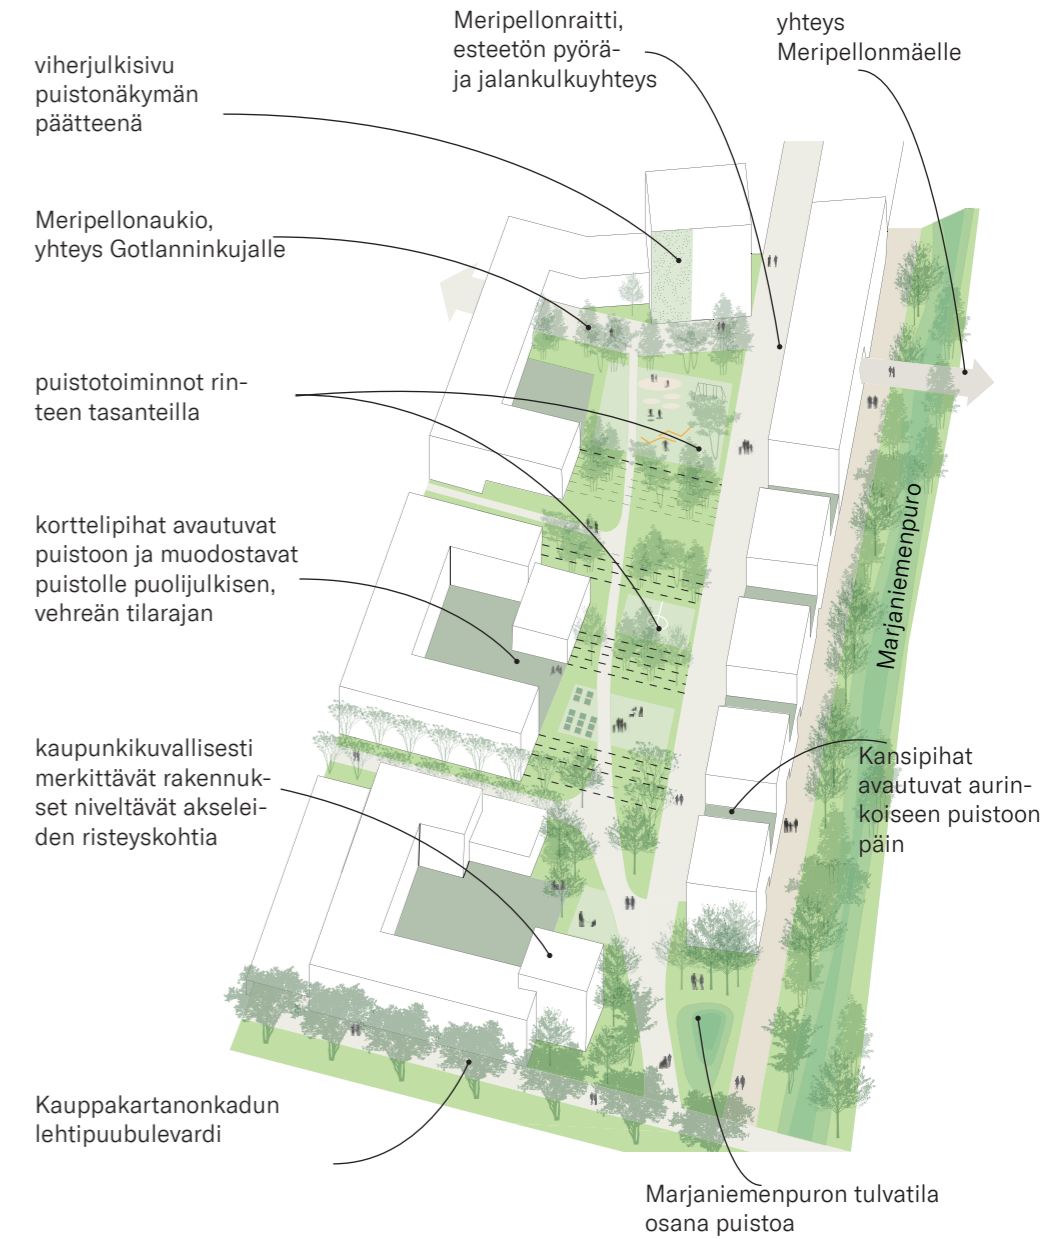 Meripellonraitti,
esteetön pyörä-
ja jalankulkuyhteys
yhteys
Meripellonmäelle
viherjulkisivu
puistonäkymän
päätteenä
Meripellonaukio,
yhteys Gotlanninkujalle
puistotoiminnot rin-
teen tasanteilla
korttelipihat avautuvat
puistoon ja muodostavat
puistolle puolijulkisen,
vehreän tilarajan
Marjaniemenpuro
kaupunkikuvallisesti
merkittävät rakennuk-
set niveltävät akselei-
den risteyskohtia
Kansipihat
avautuvat aurin-
koiseen puistoon
päin
Kauppakartanonkadun
lehtipuubulevardi
Marjaniemenpuron tulvatila
osana puistoa